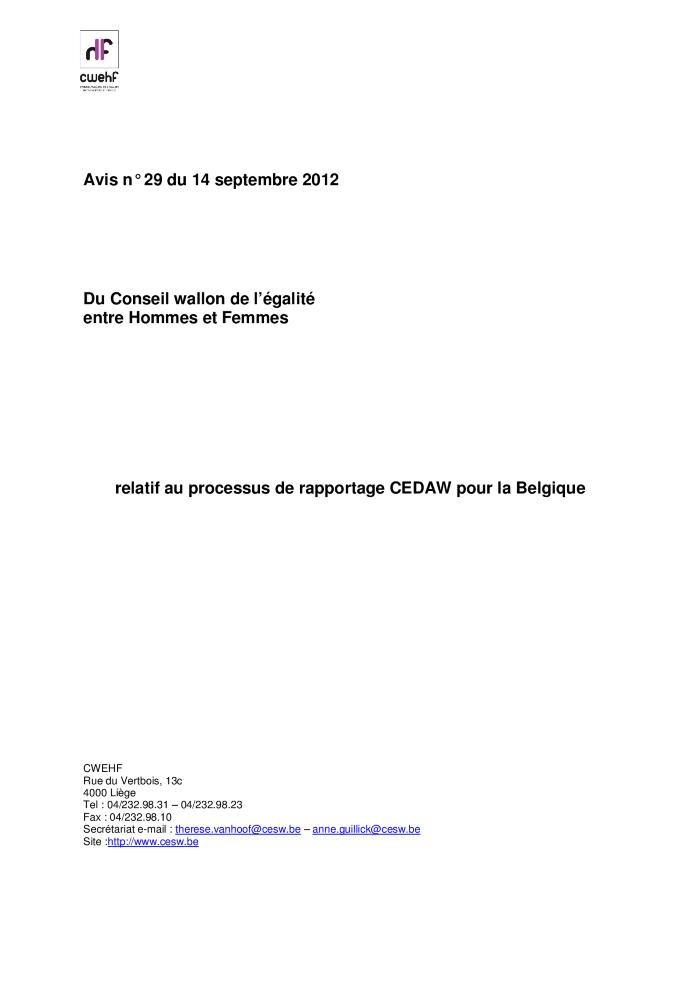 cwehf
Avis n° 29 du 14 septembre 2012
Du Conseil wallon de l’égalité
entre Hommes et Femmes
relatif au processus de rapportage CEDAW pour la Belgique
CWEHF
Rue du Vertbois, 13c
4000 Liège
Tel : 04/232.98.31 – 04/232.98.23
Fax : 04/232.98.10
Secrétariat e-mail : therese.vanhoof@cesw.be – anne.guillick@cesw.be
Site :http://www.cesw.be